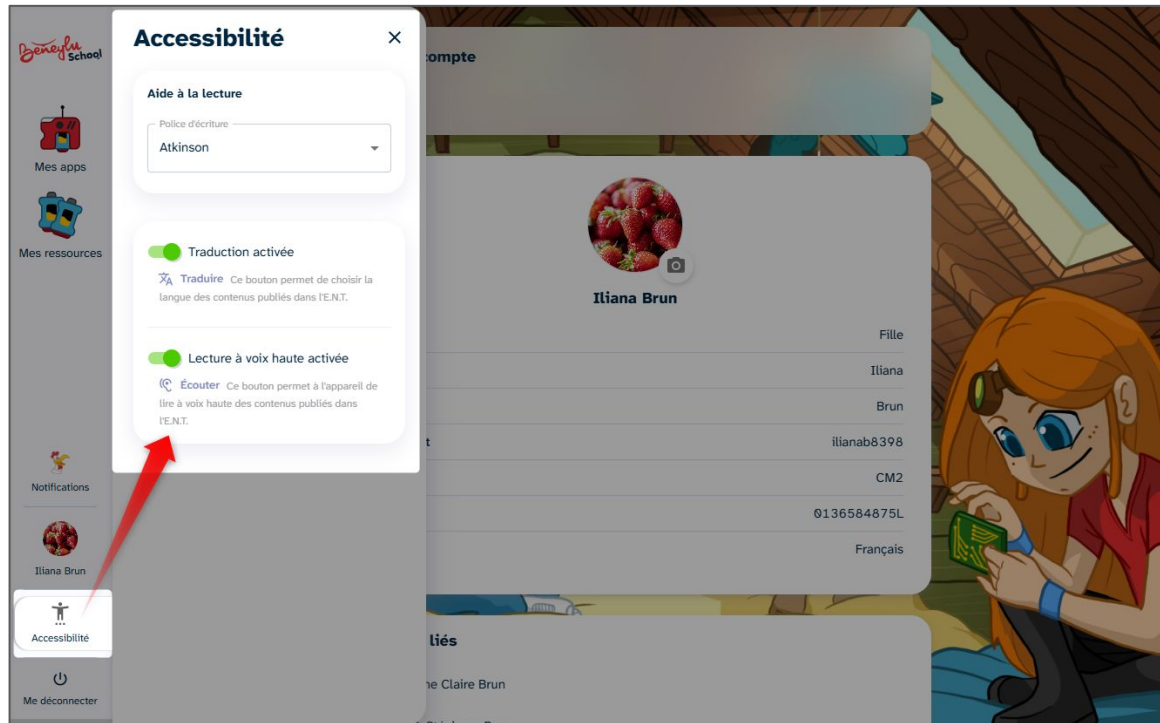 Beneylu
School
Mes apps
Mes ressources
Notifications
Iliana Brun
Accessibilité
Me déconnecter
Accessibilité
Aide à la lecture
Police d'écriture
Atkinson
Traduction activée
Traduire Ce bouton permet de choisir la
langue des contenus publiés dans l'E.N.T.
Lecture à voix haute activée
Écouter Ce bouton permet à l'appareil de
lire à voix haute des contenus publiés dans
l'E.N.T.
compte
Iliana Brun
Fille
Iliana
Brun
ilianab8398
CM2
0136584875L
Français
liés
Claire Brun